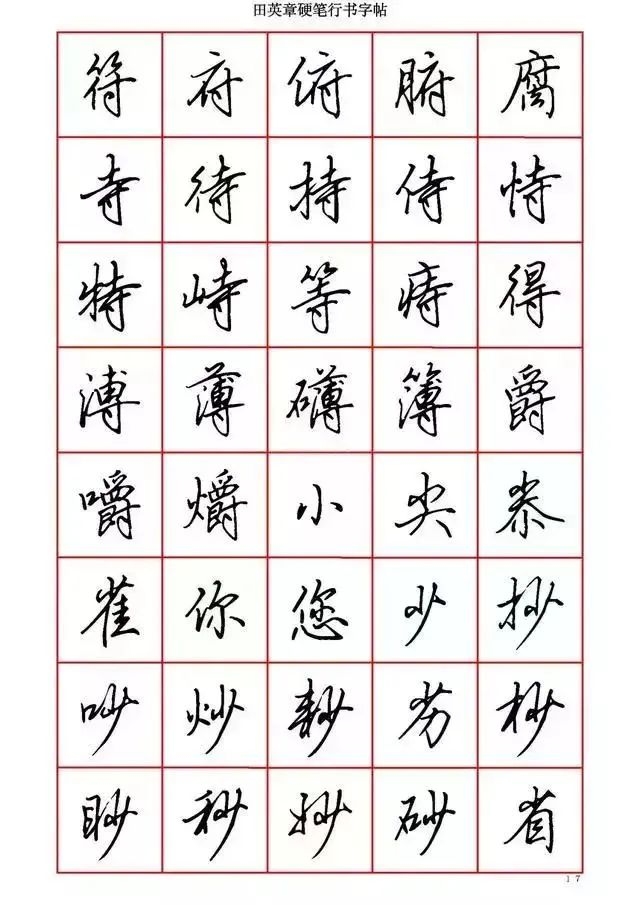 田英章硬笔行书字帖
符府俯腑腐
寺待持侍恃
特峙等痔得
溥薄礴簿爵
嚼爝小尖尜
雀你您少抄
吵炒耖劣杪
眇秒妙砂省
17